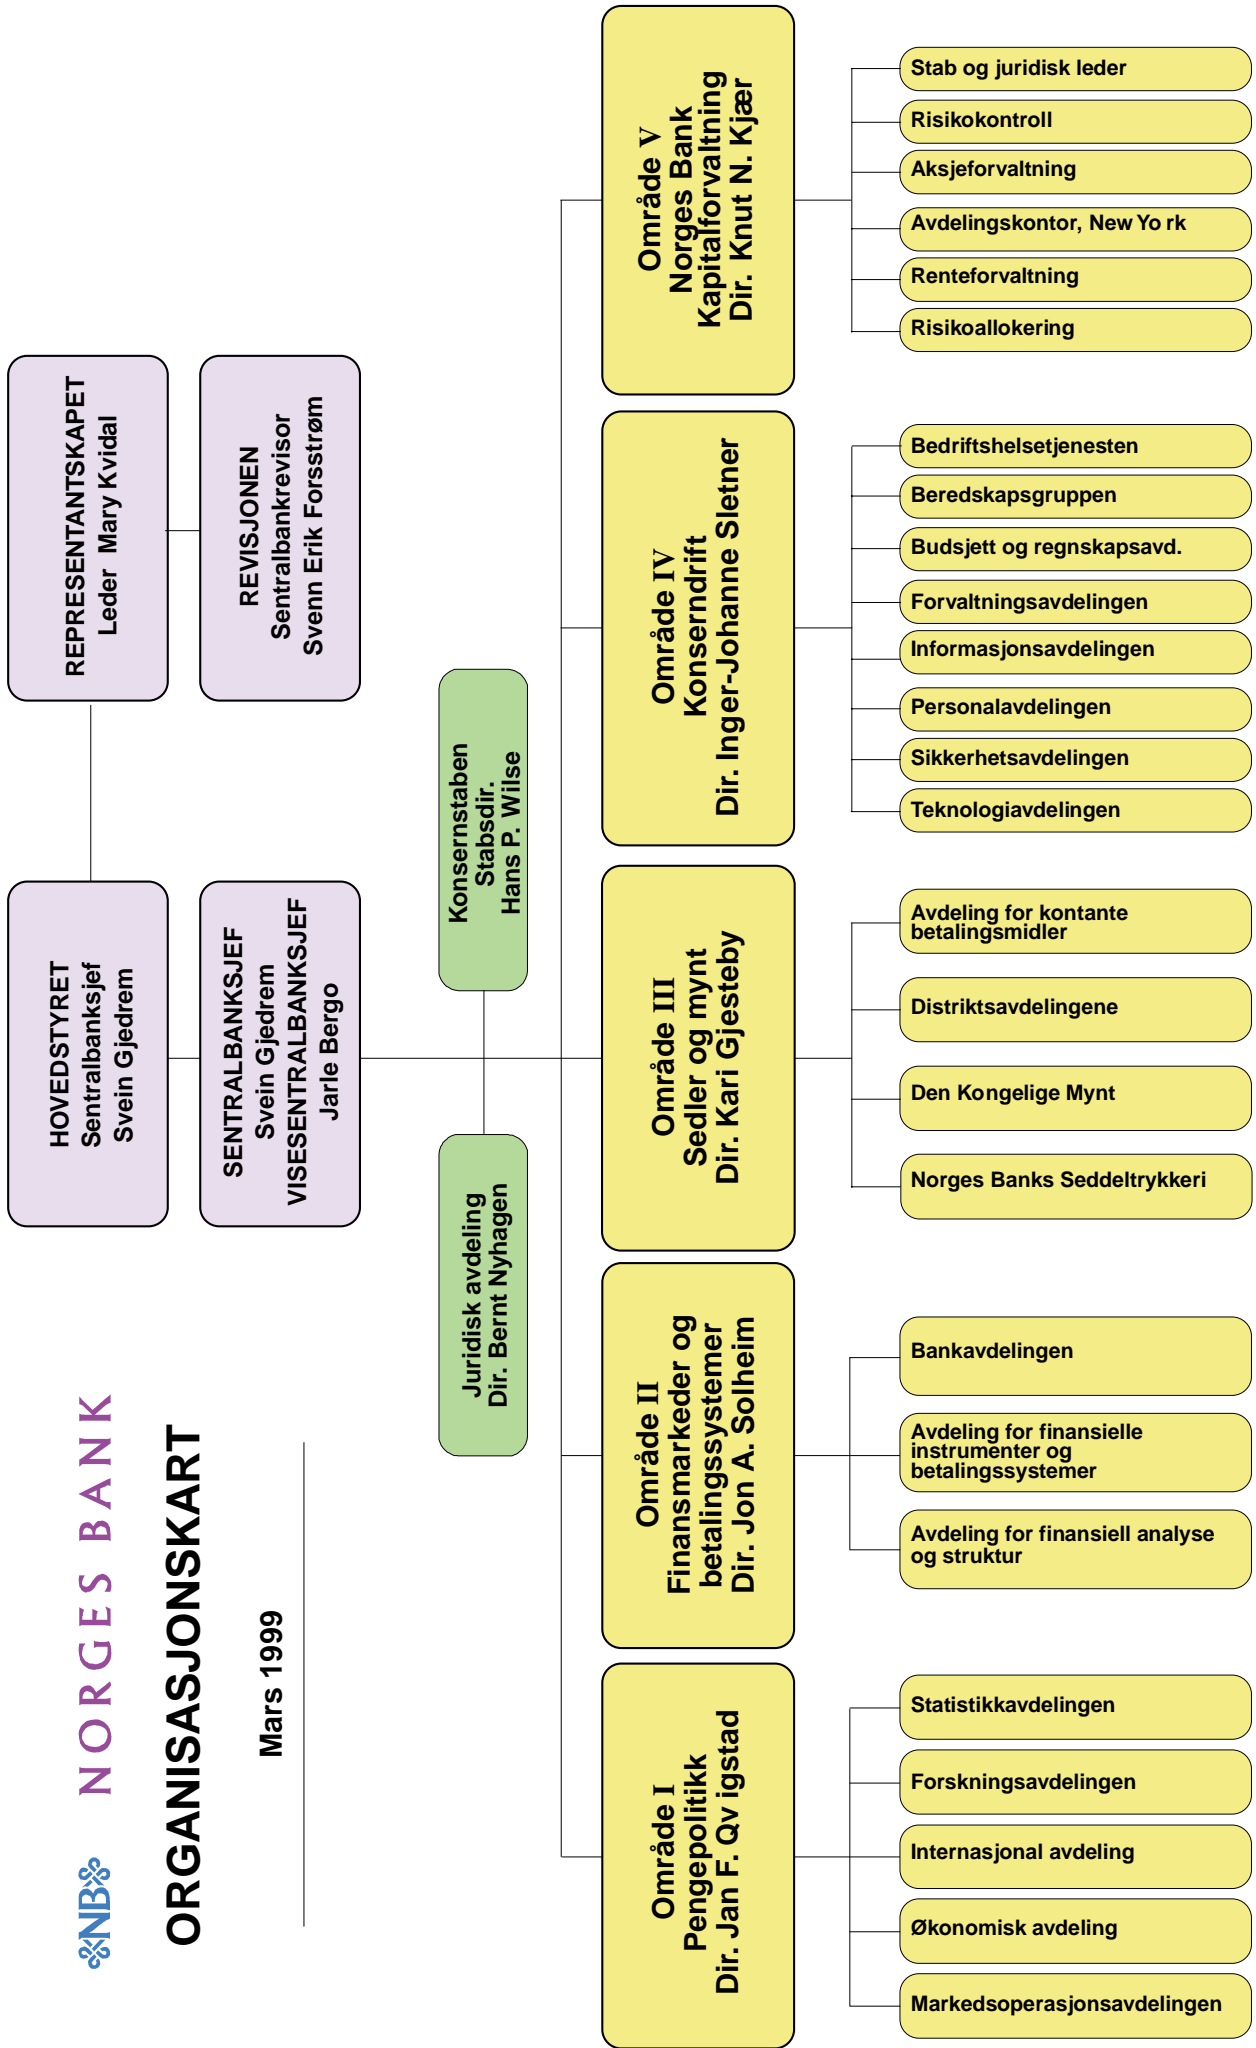 NB NORGES BANK
ORGANISASJONSKART
Mars 1999
HOVEDSTYRET
Sentralbanksjef
Svein Gjedrem
REPRESENTANTSKAPET
Leder Mary Kvidal
SENTRALBANKSJEF
Svein Gjedrem
VISESENTRALBANKSJEF
Jarle Bergo
REVISJONEN
Sentralbankrevisor
Svenn Erik Forsstrøm
Juridisk avdeling
Dir. Bernt Nyhagen
Konsernstaben
Stabsdir.
Hans P. Wilse
Område I
Pengepolitikk
Dir. Jan F. Qv igstad
Markedsoperasjonsavdelingen
Økonomisk avdeling
Internasjonal avdeling
Forskningsavdelingen
Statistikkavdelingen
Område II
Finansmarkeder og
betalingssystemer
Dir. Jon A. Solheim
Avdeling for finansiell analyse
og struktur
Avdeling for finansielle
instrumenter og
betalingssystemer
Bankavdelingen
Område III
Sedler og mynt
Dir. Kari Gjesteby
Norges Banks Seddeltrykkeri
Den Kongelige Mynt
Distriktsavdelingene
Avdeling for kontante
betalingsmidler
Område IV
Konserndrift
Dir. Inger-Johanne Sletner
Teknologiavdelingen
Sikkerhetsavdelingen
Personalavdelingen
Informasjonsavdelingen
Forvaltningsavdelingen
Budsjett og regnskapsavd.
Beredskapsgruppen
Bedriftshelsetjenesten
Område V
Norges Bank
Kapitalforvaltning
Dir. Knut N. Kjær
Risikoallokering
Renteforvaltning
Avdelingskontor, New Yo rk
Aksjeforvaltning
Risikokontroll
Stab og juridisk leder